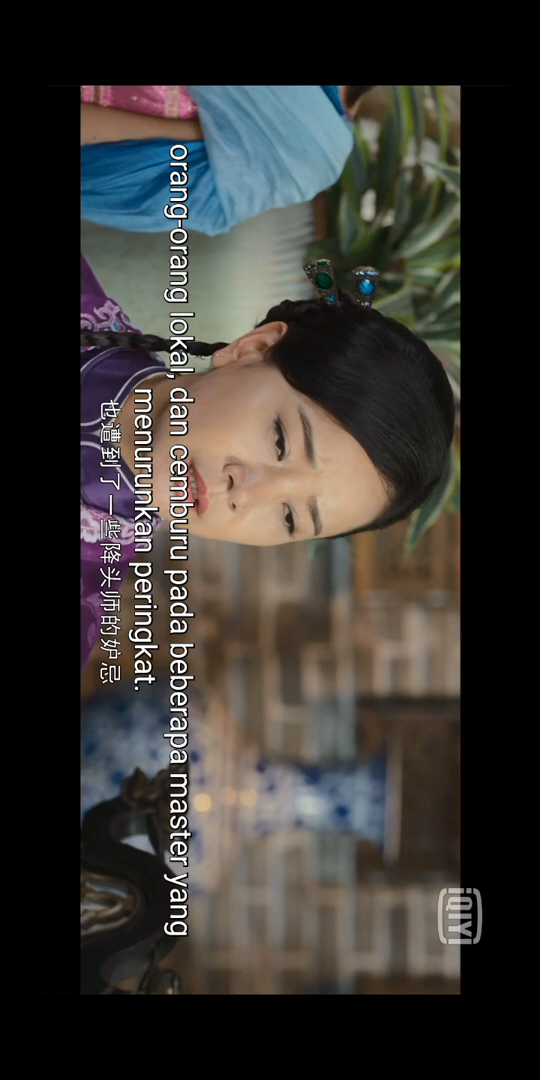 orang-orang lokal, dan cemburu pada beberapa master yang
menurunkan peringkat.
也遭到了一些降头师的妒忌
iQIYI